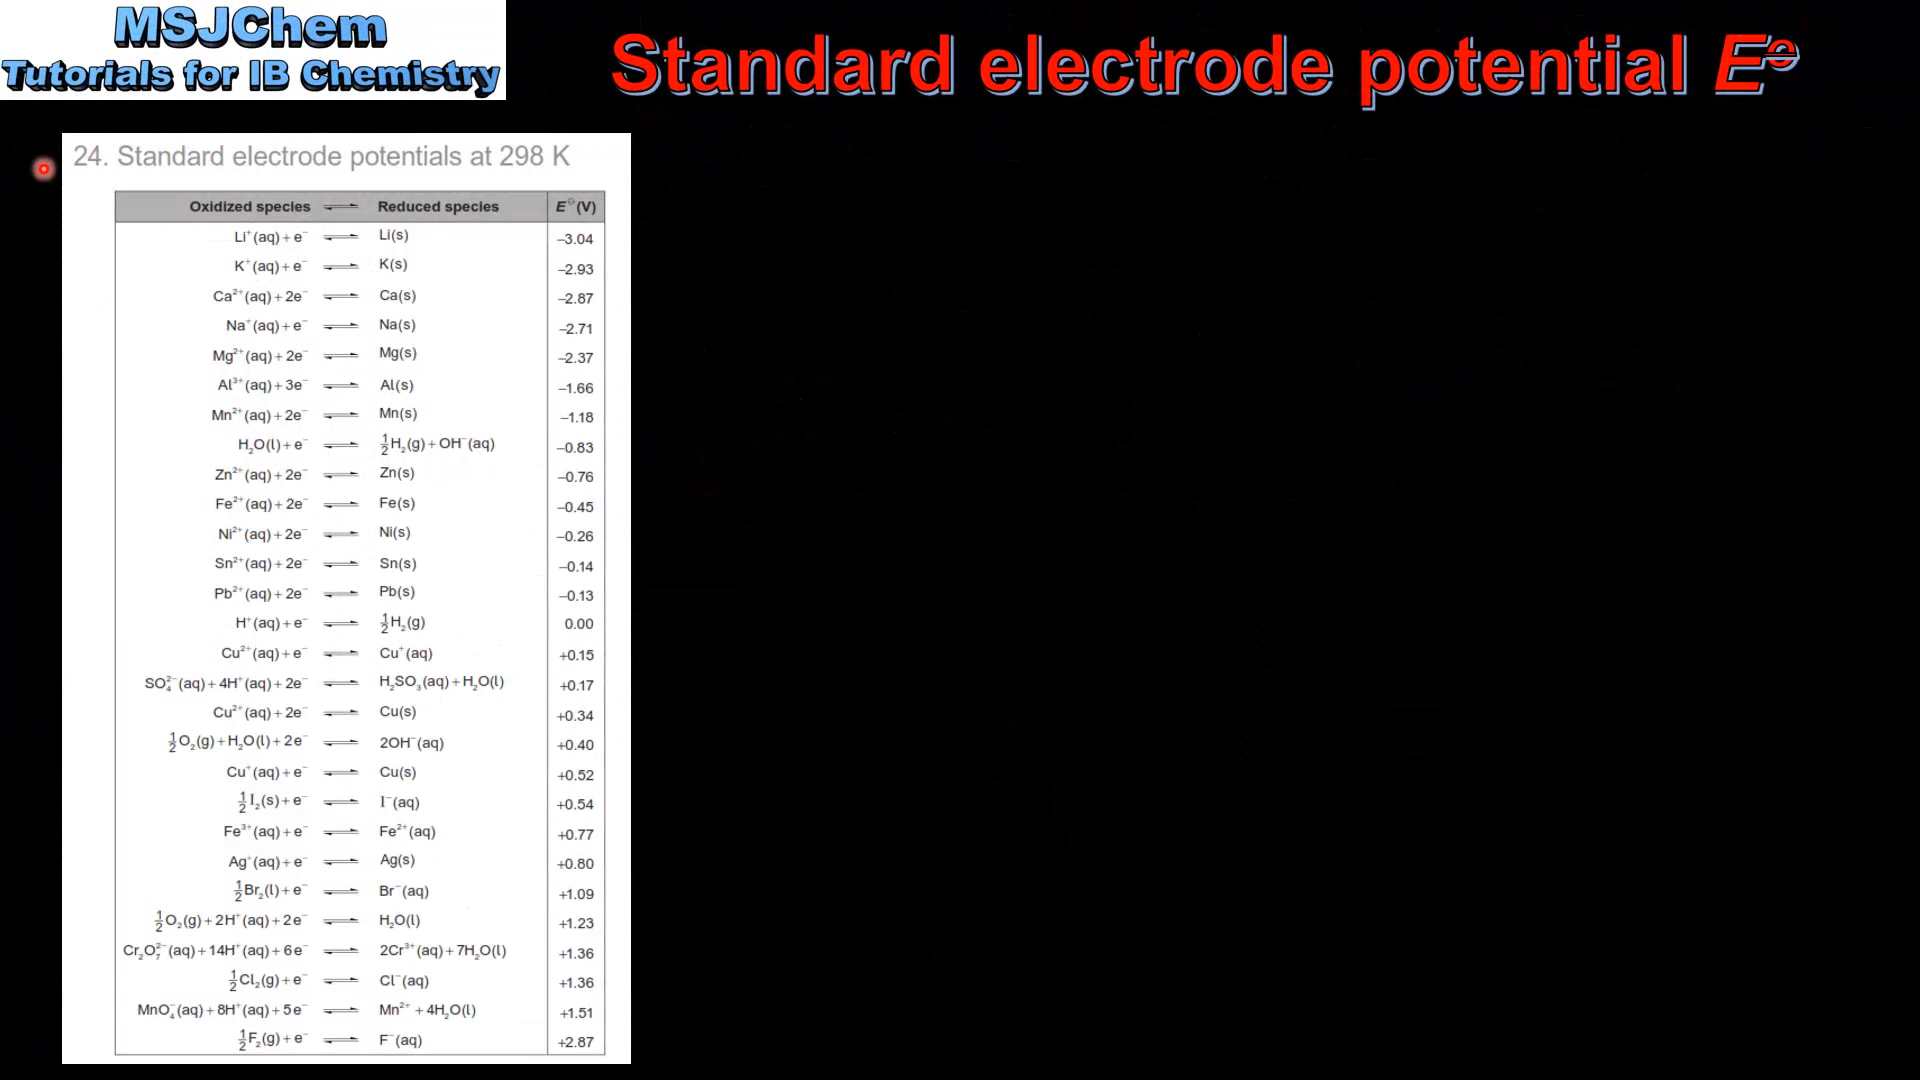 MSJChem
Tutorials for IB Chemistry
Standard electrode potential E⊖
24. Standard electrode potentials at 298 K
Oxidized species ⇌ Reduced species E⊖(V)
Li⁺(aq) + e⁻ ⇌ Li(s) –3.04
K⁺(aq) + e⁻ ⇌ K(s) –2.93
Ca²⁺(aq) + 2e⁻ ⇌ Ca(s) –2.87
Na⁺(aq) + e⁻ ⇌ Na(s) –2.71
Mg²⁺(aq) + 2e⁻ ⇌ Mg(s) –2.37
Al³⁺(aq) + 3e⁻ ⇌ Al(s) –1.66
Mn²⁺(aq) + 2e⁻ ⇌ Mn(s) –1.18
H₂O(l) + e⁻ ⇌ ½H₂(g) + OH⁻(aq) –0.83
Zn²⁺(aq) + 2e⁻ ⇌ Zn(s) –0.76
Fe²⁺(aq) + 2e⁻ ⇌ Fe(s) –0.45
Ni²⁺(aq) + 2e⁻ ⇌ Ni(s) –0.26
Sn²⁺(aq) + 2e⁻ ⇌ Sn(s) –0.14
Pb²⁺(aq) + 2e⁻ ⇌ Pb(s) –0.13
H⁺(aq) + e⁻ ⇌ ½H₂(g) 0.00
Cu²⁺(aq) + e⁻ ⇌ Cu⁺(aq) +0.15
SO₄²⁻(aq) + 4H⁺(aq) + 2e⁻ ⇌ H₂SO₃(aq) + H₂O(l) +0.17
Cu²⁺(aq) + 2e⁻ ⇌ Cu(s) +0.34
½O₂(g) + H₂O(l) + 2e⁻ ⇌ 2OH⁻(aq) +0.40
Cu⁺(aq) + e⁻ ⇌ Cu(s) +0.52
½I₂(s) + e⁻ ⇌ I⁻(aq) +0.54
Fe³⁺(aq) + e⁻ ⇌ Fe²⁺(aq) +0.77
Ag⁺(aq) + e⁻ ⇌ Ag(s) +0.80
½Br₂(l) + e⁻ ⇌ Br⁻(aq) +1.09
½O₂(g) + 2H⁺(aq) + 2e⁻ ⇌ H₂O(l) +1.23
Cr₂O₇²⁻(aq) + 14H⁺(aq) + 6e⁻ ⇌ 2Cr³⁺(aq) + 7H₂O(l) +1.36
½Cl₂(g) + e⁻ ⇌ Cl⁻(aq) +1.36
MnO₄⁻(aq) + 8H⁺(aq) + 5e⁻ ⇌ Mn²⁺ + 4H₂O(l) +1.51
½F₂(g) + e⁻ ⇌ F⁻(aq) +2.87